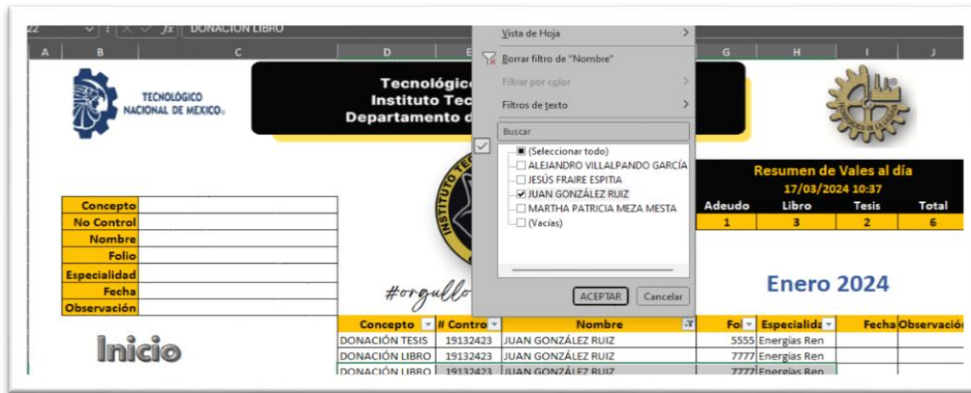 22
fx DONACIÓN LIBRO
A B C D E G H I J
TECNOLÓGICO
NACIONAL DE MÉXICO
Tecnológico
Instituto Tec
Departamento d
Vista de Hoja
Borrar filtro de "Nombre"
Filtrar por color
Filtros de texto
Buscar
(Seleccionar todo)
ALEJANDRO VILLALPANDO GARCÍA
JESÚS FRAIRE ESPITIA
JUAN GONZÁLEZ RUIZ
MARTHA PATRICIA MEZA MESTA
(Vacías)
ACEPTAR Cancelar
Resumen de Vales al día
17/03/2024 10:37
Adeudo Libro Tesis Total
1 3 2 6
Concepto
No Control
Nombre
Folio
Especialidad
Fecha
Observación
INSTITUTO TEC
#orgullo
Enero 2024
Inicio
Concepto # Contro Nombre Fol Especialida Fecha Observación
DONACIÓN TESIS 19132423 JUAN GONZÁLEZ RUIZ 5555 Energías Ren
DONACIÓN LIBRO 19132423 JUAN GONZÁLEZ RUIZ 7777 Energías Ren
DONACIÓN LIBRO 19132423 JUAN GONZÁLEZ RUIZ 7777 Energías Ren